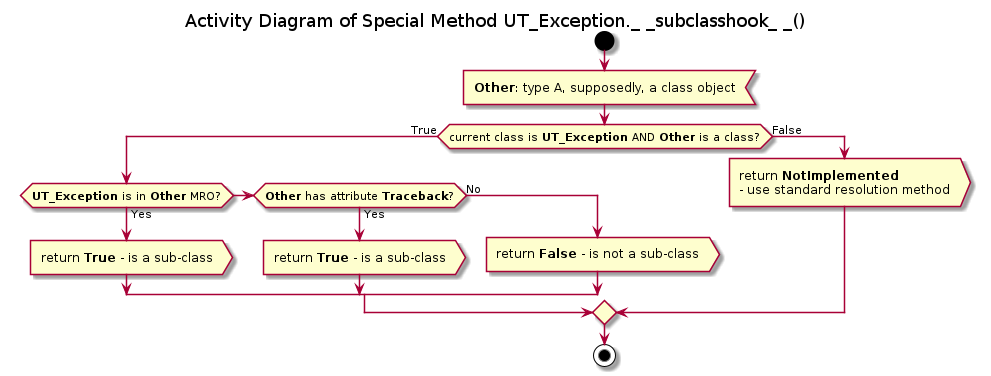 Activity Diagram of Special Method UT_Exception._ _subclasshook_ _()
Other: type A, supposedly, a class object
True
current class is UT_Exception AND Other is a class?
False
UT_Exception is in Other MRO?
Other has attribute Traceback?
No
return NotImplemented
- use standard resolution method
Yes
Yes
return True - is a sub-class
return True - is a sub-class
return False - is not a sub-class